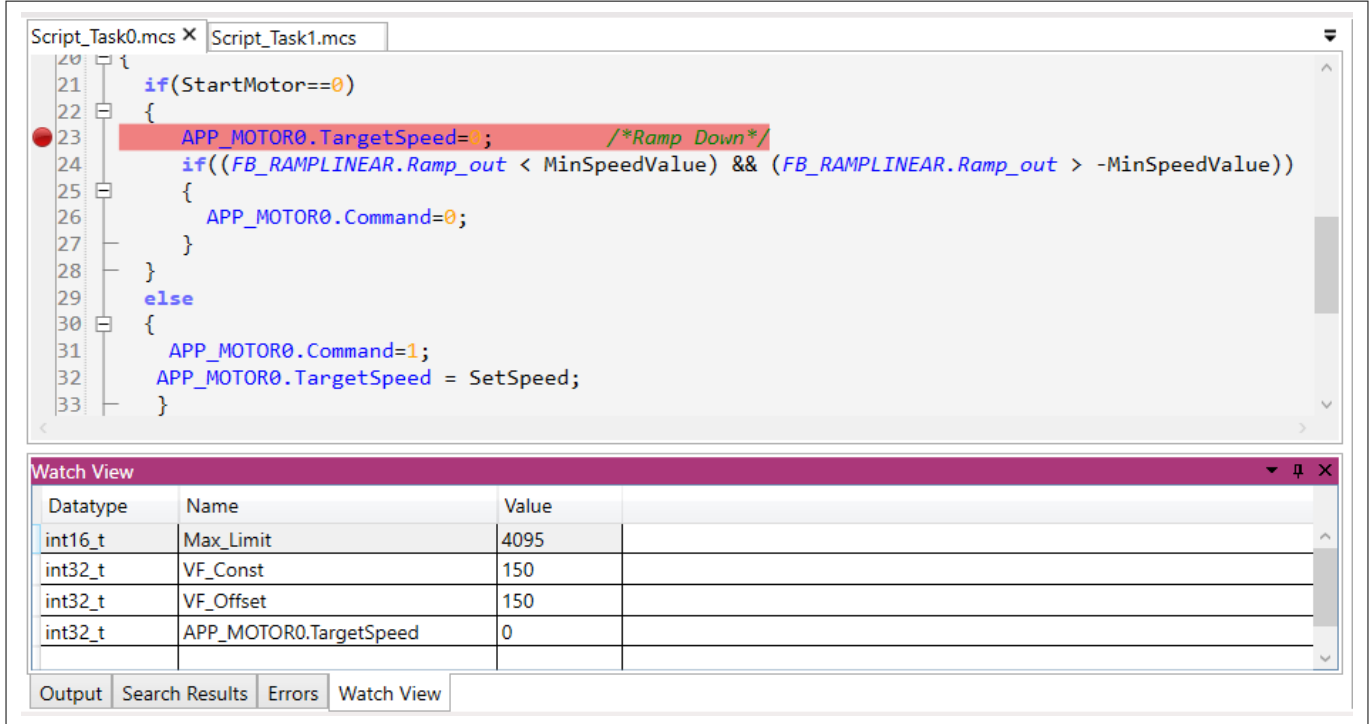 Script_Task0.mcs X Script_Task1.mcs
20 {
21 if(StartMotor==0)
22 {
23 APP_MOTOR0.TargetSpeed=0; /*Ramp Down*/
24 if((FB_RAMPLINEAR.Ramp_out < MinSpeedValue) && (FB_RAMPLINEAR.Ramp_out > -MinSpeedValue))
25 {
26 APP_MOTOR0.Command=0;
27 }
28 }
29 else
30 {
31 APP_MOTOR0.Command=1;
32 APP_MOTOR0.TargetSpeed = SetSpeed;
33 }
Watch View
Datatype Name Value
int16_t Max_Limit 4095
int32_t VF_Const 150
int32_t VF_Offset 150
int32_t APP_MOTOR0.TargetSpeed 0
Output Search Results Errors Watch View